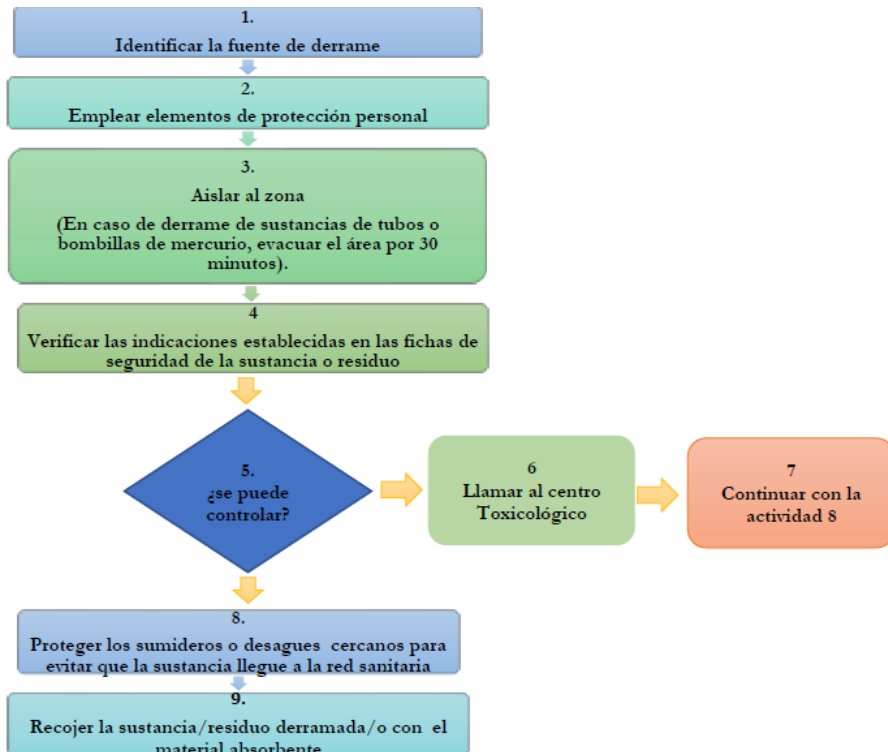 1.
Identificar la fuente de derrame
2.
Emplear elementos de protección personal
3.
Aislar al zona
(En caso de derrame de sustancias de tubos o
bombillas de mercurio, evacuar el área por 30
minutos).
4
Verificar las indicaciones establecidas en las fichas de
seguridad de la sustancia o residuo
5.
¿se puede
controlar?
6
Llamar al centro
Toxicológico
7
Continuar con la
actividad 8
8.
Proteger los sumideros o desagues cercanos para
evitar que la sustancia llegue a la red sanitaria
9.
Recojer la sustancia/residuo derramada/o con el
material absorbente